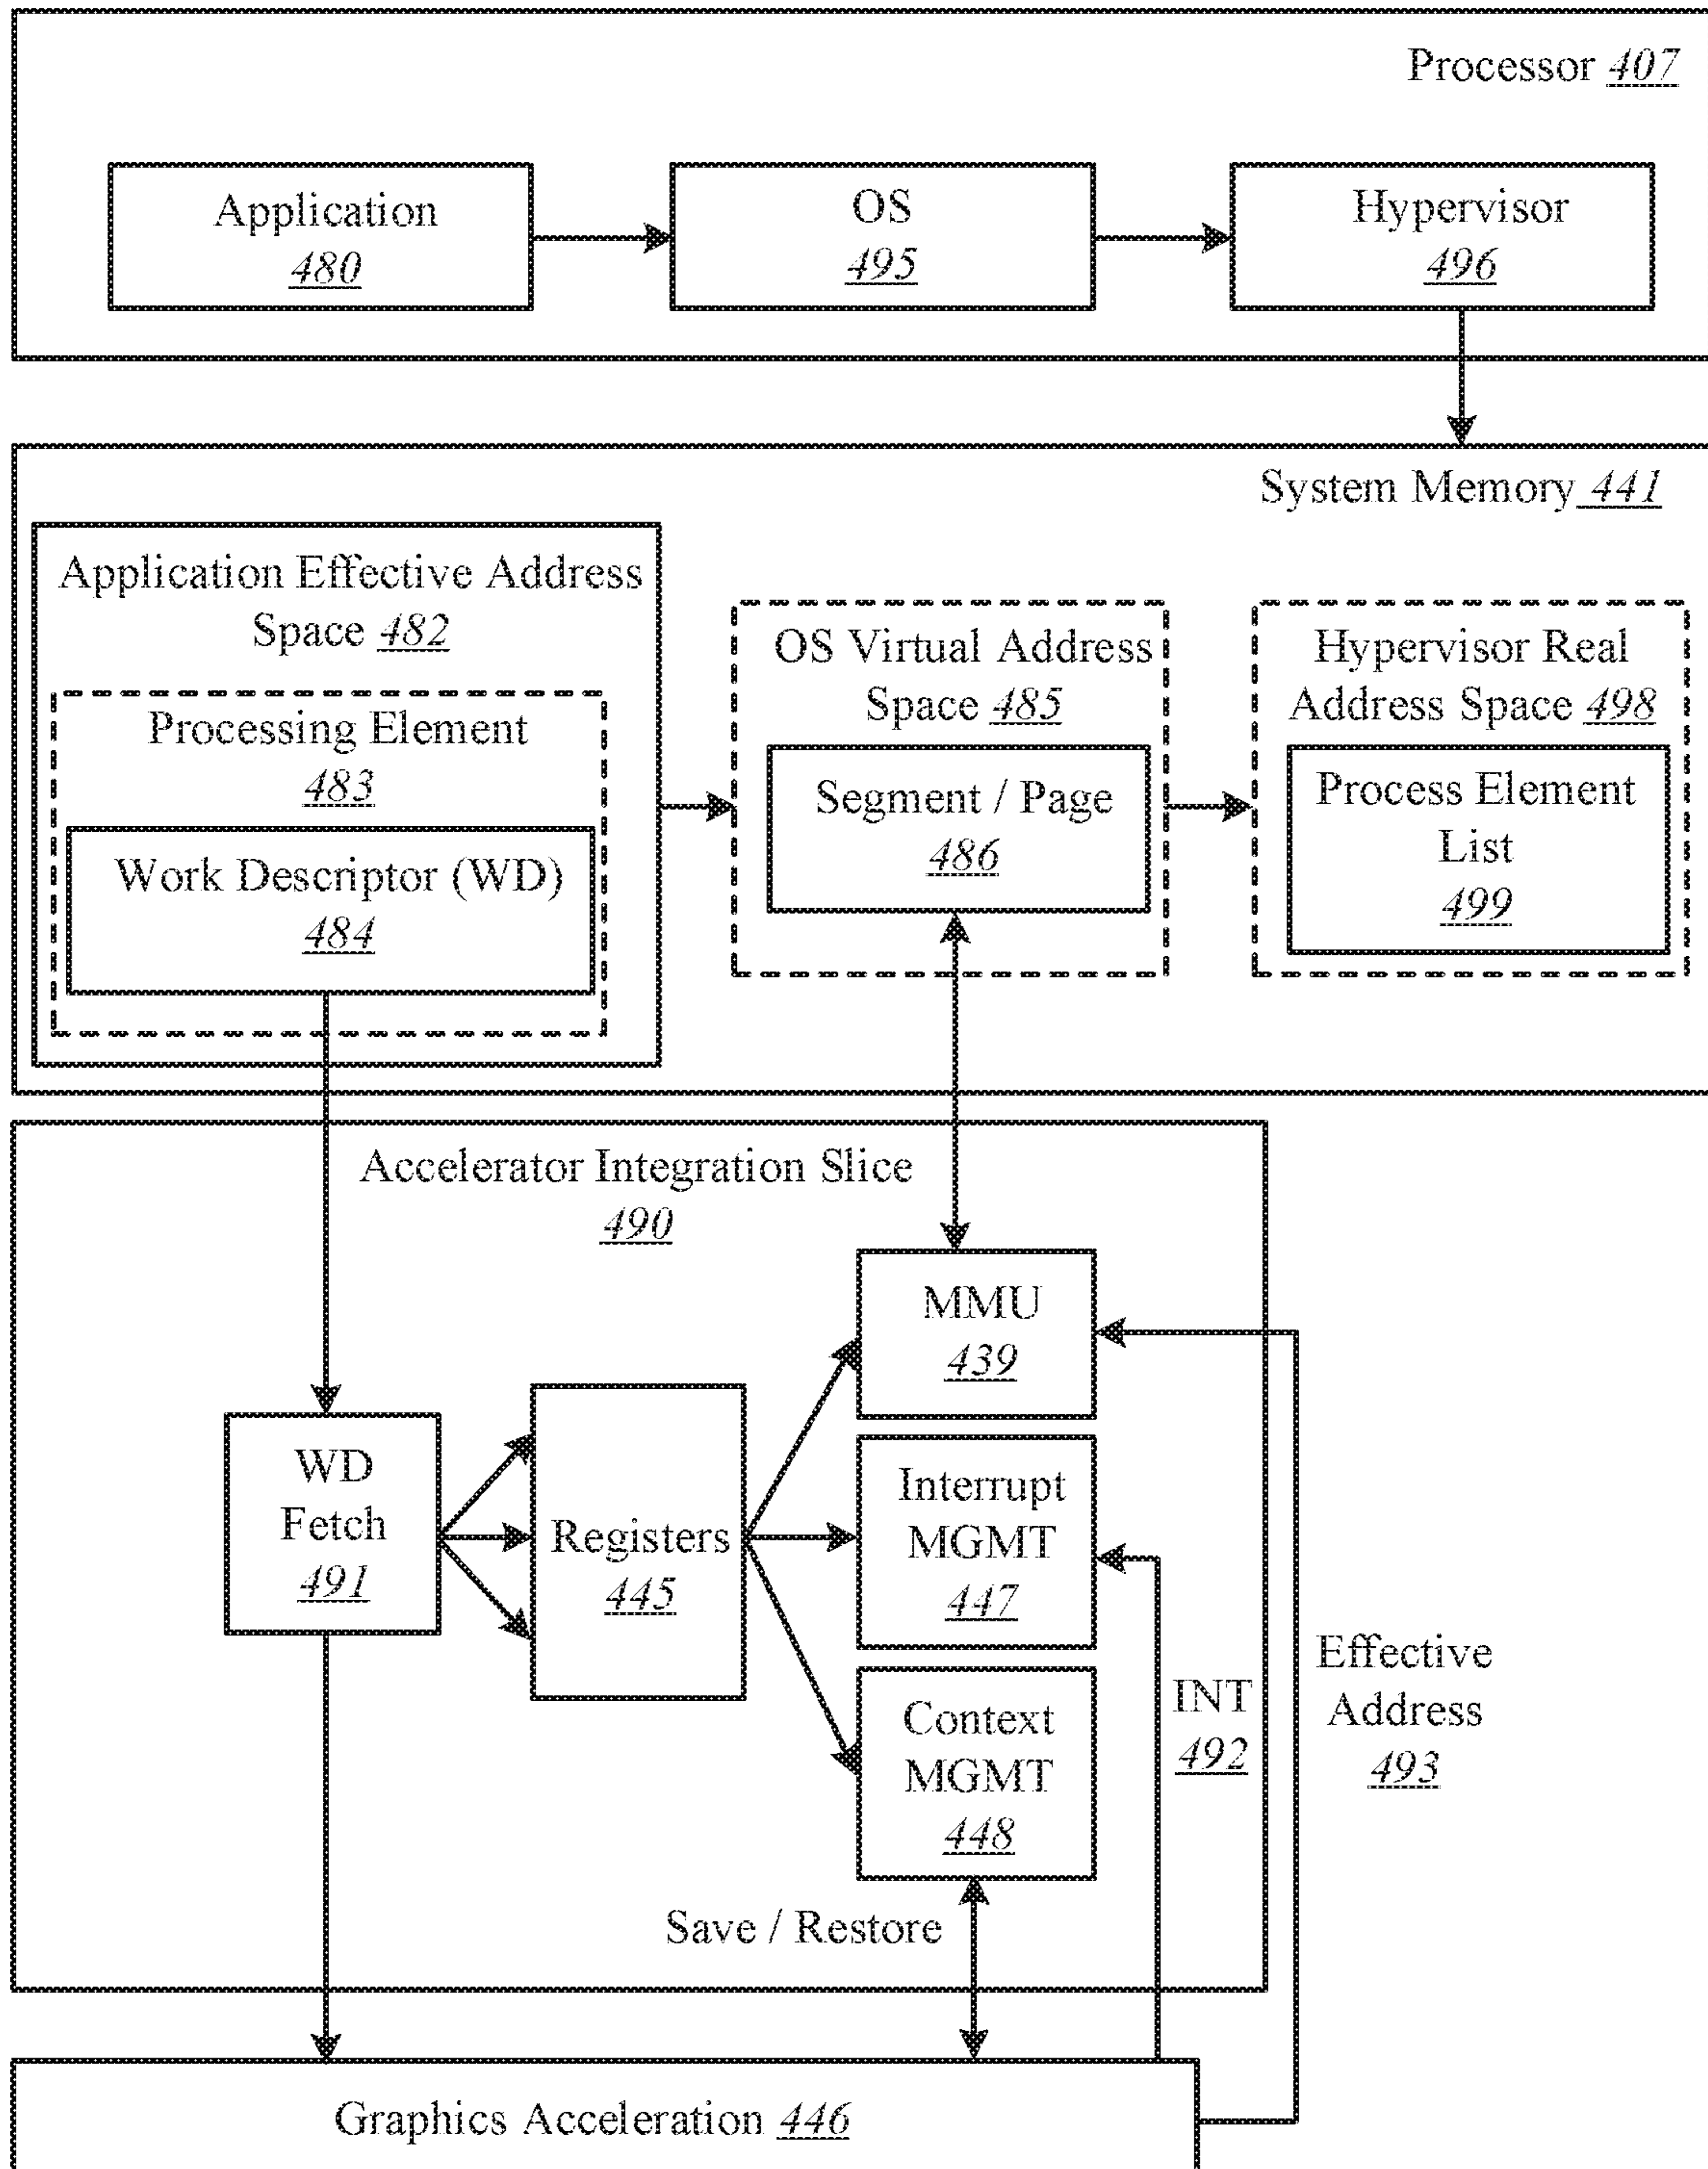 Processor 407
Application
480
OS
495
Hypervisor
496
System Memory 441
Application Effective Address
Space 482
Processing Element
483
Work Descriptor (WD)
484
OS Virtual Address
Space 485
Segment / Page
486
Hypervisor Real
Address Space 498
Process Element
List
499
Accelerator Integration Slice
490
MMU
439
WD
Fetch
491
Registers
445
Interrupt
MGMT
447
Context
MGMT
448
INT
492
Effective
Address
493
Save / Restore
Graphics Acceleration 446